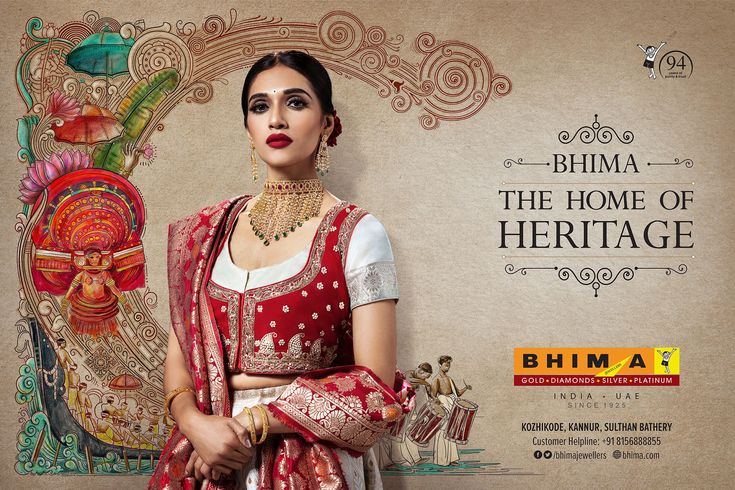 94
years of
purity & trust
BHIMA
THE HOME OF
HERITAGE
BHIMA
GOLD • DIAMONDS • SILVER • PLATINUM
INDIA • UAE
SINCE 1925
KOZHIKODE, KANNUR, SULTHAN BATHERY
Customer Helpline: +91 8156888855
/bhimajewellers bhima.com